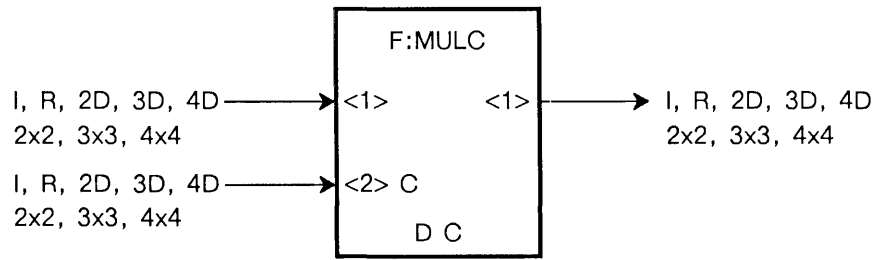 F:MULC
I, R, 2D, 3D, 4D <1> <1> I, R, 2D, 3D, 4D
2x2, 3x3, 4x4 2x2, 3x3, 4x4
I, R, 2D, 3D, 4D <2> C
2x2, 3x3, 4x4
D C